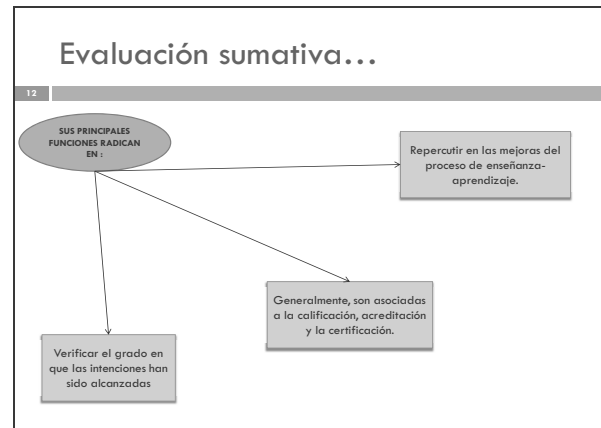 Evaluación sumativa...
12
SUS PRINCIPALES
FUNCIONES RADICAN
EN :
Repercutir en las mejoras del
proceso de enseñanza-
aprendizaje.
Generalmente, son asociadas
a la calificación, acreditación
y la certificación.
Verificar el grado en
que las intenciones han
sido alcanzadas